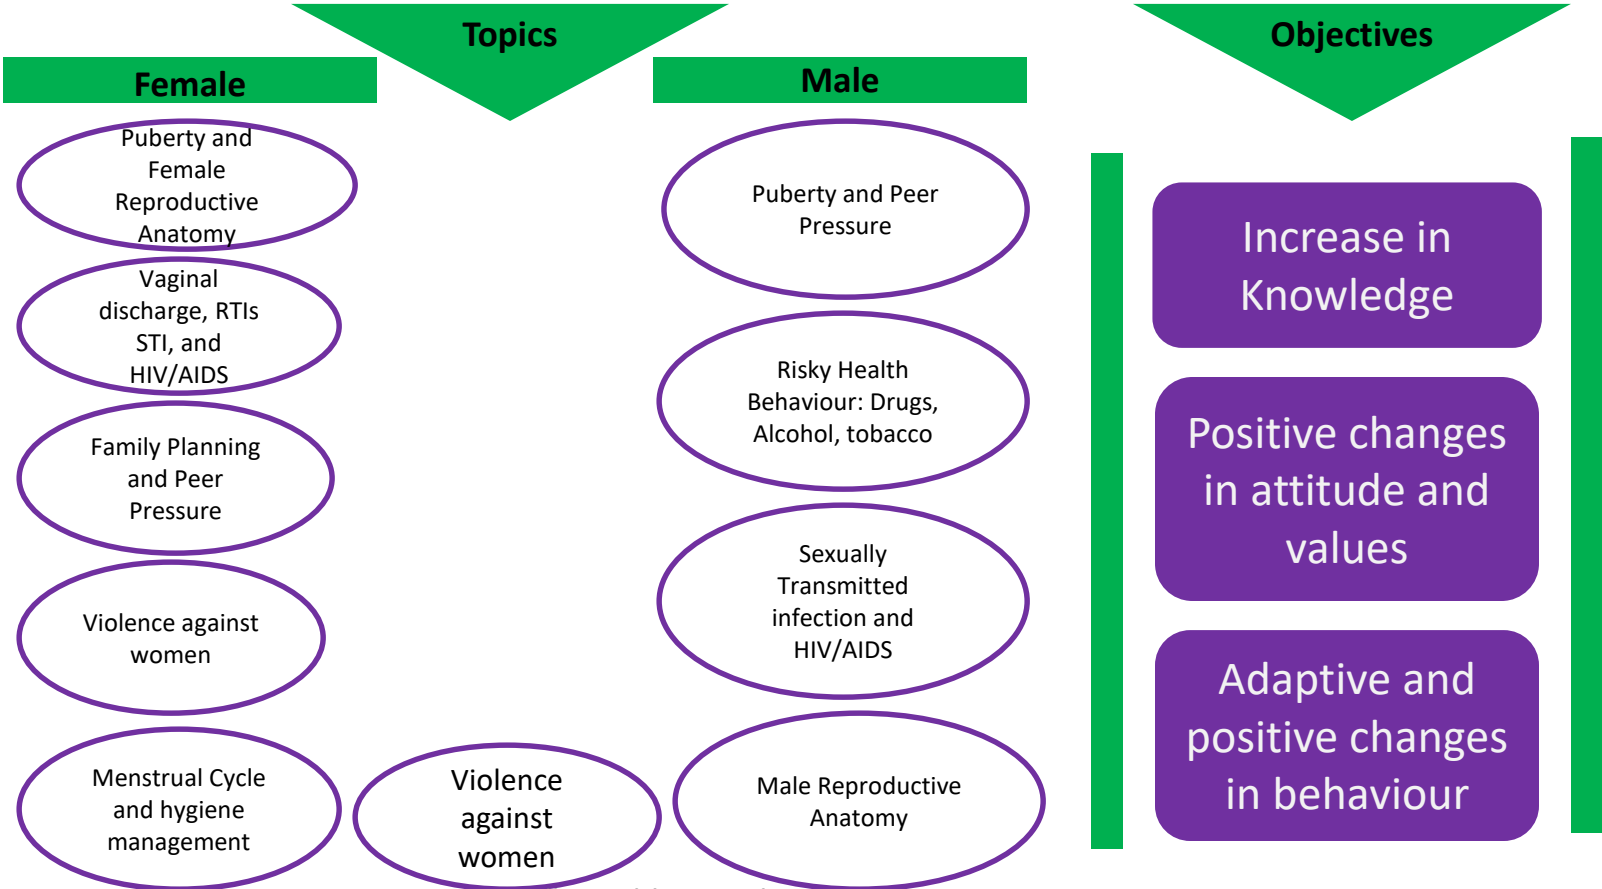 Topics
Objectives
Female
Male
Puberty and
Female
Reproductive
Anatomy
Vaginal
discharge, RTIs
STI, and
HIV/AIDS
Family Planning
and Peer
Pressure
Violence against
women
Menstrual Cycle
and hygiene
management
Violence
against
women
Puberty and Peer
Pressure
Risky Health
Behaviour: Drugs,
Alcohol, tobacco
Sexually
Transmitted
infection and
HIV/AIDS
Male Reproductive
Anatomy
Increase in
Knowledge
Positive changes
in attitude and
values
Adaptive and
positive changes
in behaviour